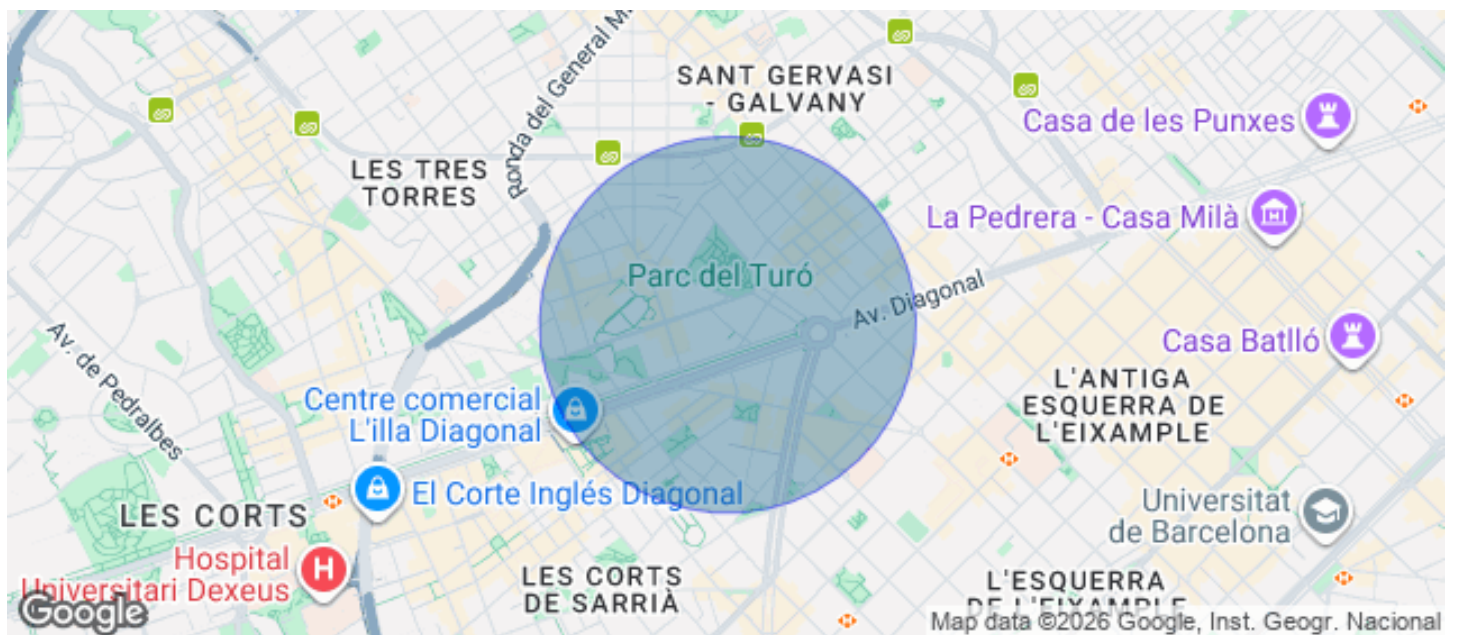 SANT GERVASI
- GALVANY
Ronda del General M
Casa de les Punxes
LES TRES
TORRES
La Pedrera - Casa Milà
Parc del Turó
Av. Diagonal
Av. de Pedralbes
Casa Batlló
Centre comercial
L'illa Diagonal
L'ANTIGA
ESQUERRA DE
L'EIXAMPLE
El Corte Inglés Diagonal
LES CORTS
Universitat
de Barcelona
Hospital
Universitari Dexeus
H
LES CORTS
DE SARRIÀ
L'ESQUERRA
DE L'EIXAMPLE
Google
Map data ©2026 Google, Inst. Geogr. Nacional